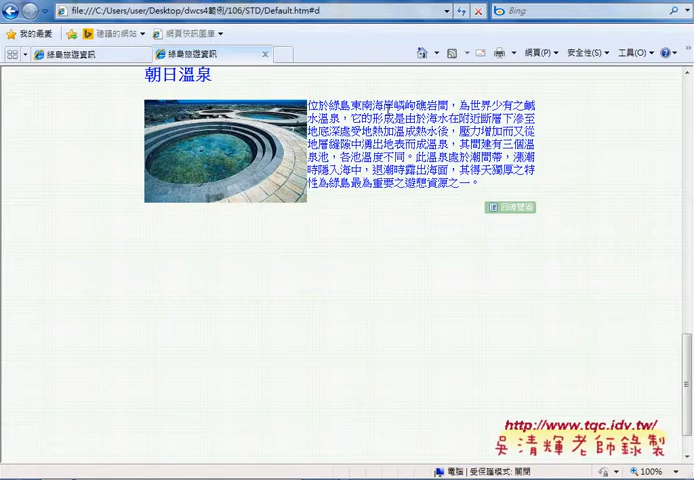 file:///C:/Users/user/Desktop/dwcs4範例/106/STD/Default.htm#d
Bing
我的最愛
建議的網站
網頁快訊圖庫
綠島旅遊資訊
綠島旅遊資訊
網頁(P)
安全性(S)
工具(O)
朝日溫泉
位於綠島東南海岸嶙峋礁岩間，為世界少有之鹹
水溫泉，它的形成是由於海水在附近斷層下滲至
地底深處受地熱加溫成熱水後，壓力增加而又從
地層縫隙中湧出地表而成溫泉，其間建有三個溫
泉池，各池溫度不同。此溫泉處於潮間帶，漲潮
時隱入海中，退潮時露出海面，其得天獨厚之特
性為綠島最為重要之遊憩資源之一。
回導覽圖
http://www.tqc.idv.tw/
吳清輝老師錄製
電腦 | 受保護模式: 關閉
100%